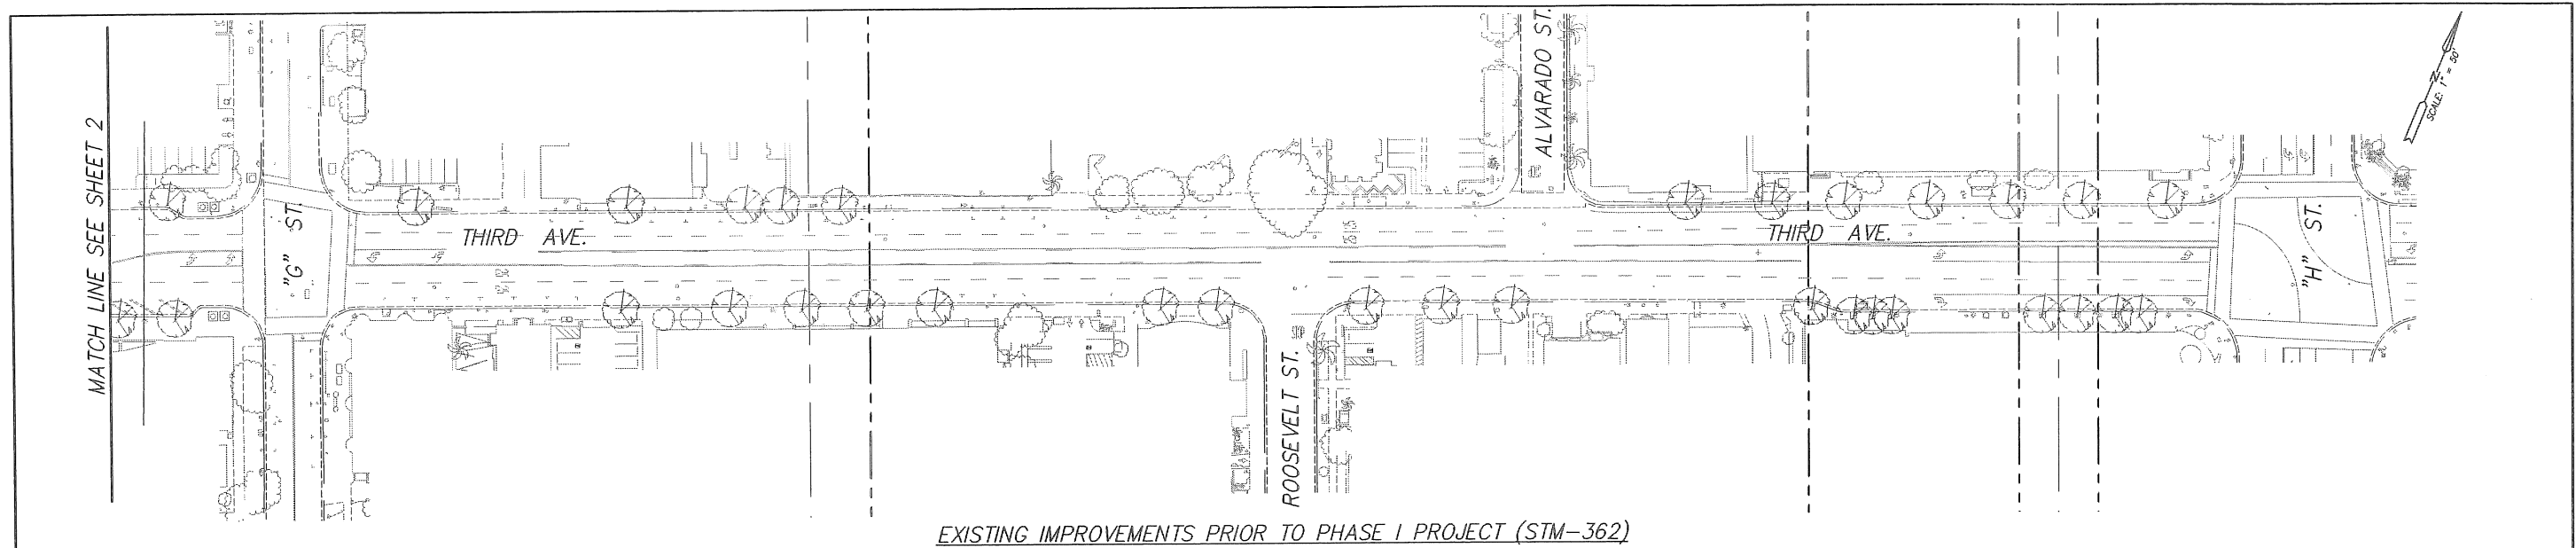 MATCH LINE SEE SHEET 2
"G" ST.
THIRD AVE.
ROOSEVELT ST.
ALVARADO ST.
THIRD AVE.
"H" ST.
N
SCALE: 1" = 50'
EXISTING IMPROVEMENTS PRIOR TO PHASE I PROJECT (STM-362)